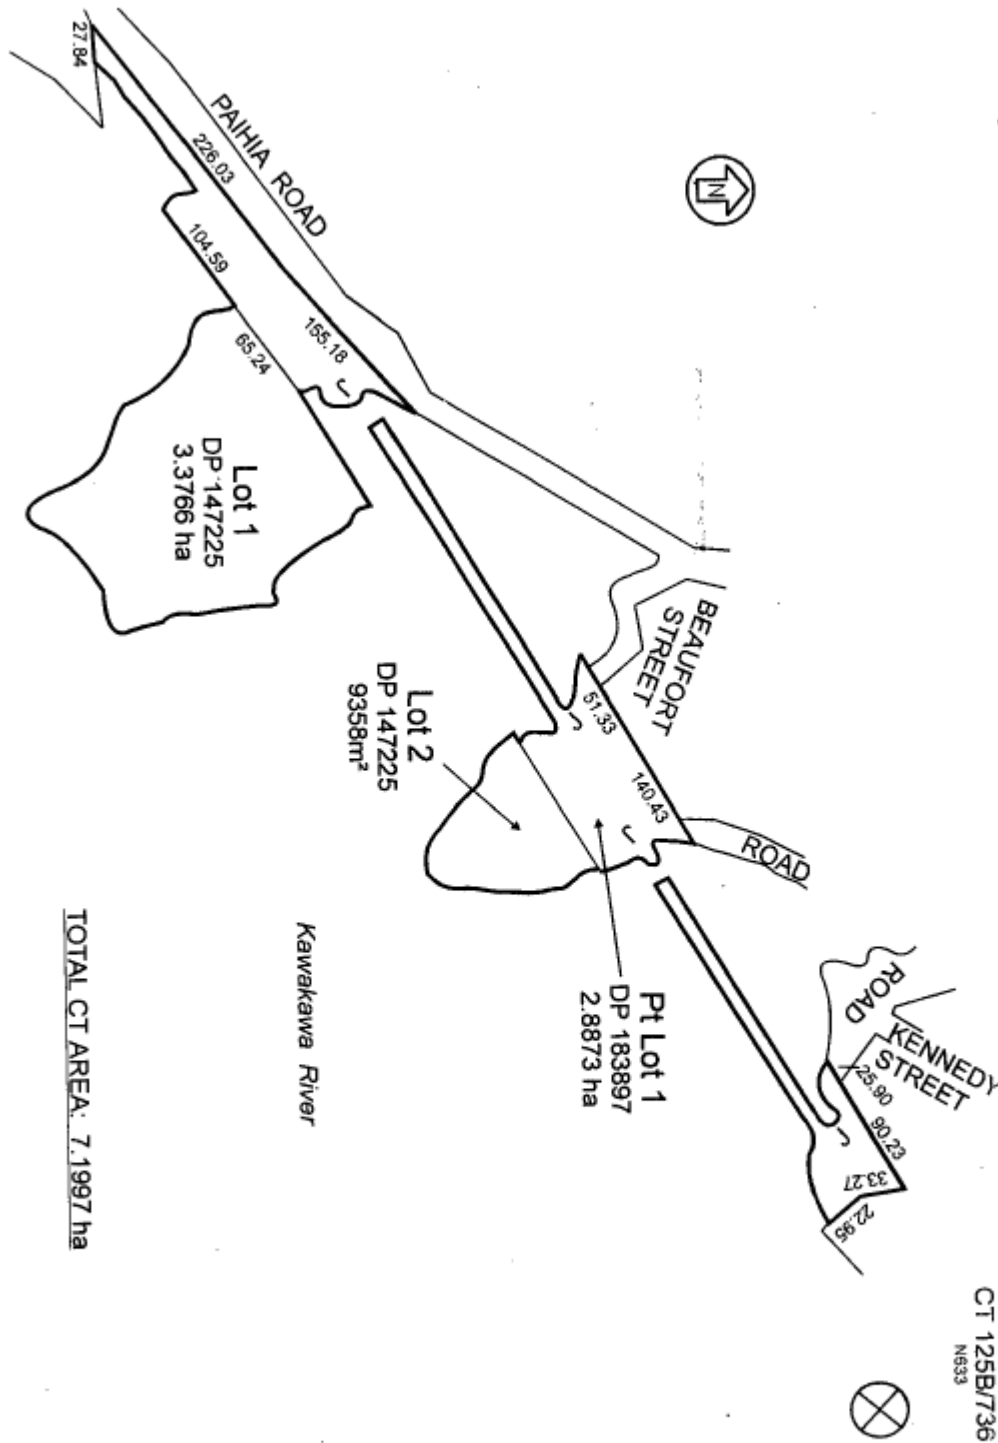 CT 125B/736
N633
N
PAIHIA ROAD
27.84
226.03
155.18
104.59
65.24
Lot 1
DP 147225
3.3766 ha
BEAUFORT
STREET
51.33
140.43
ROAD
Lot 2
DP 147225
9358m²
Pt Lot 1
DP 183897
2.8873 ha
ROAD
KENNEDY
STREET
25.90
90.23
33.27
22.95
Kawakawa River
TOTAL CT AREA: 7.1997 ha